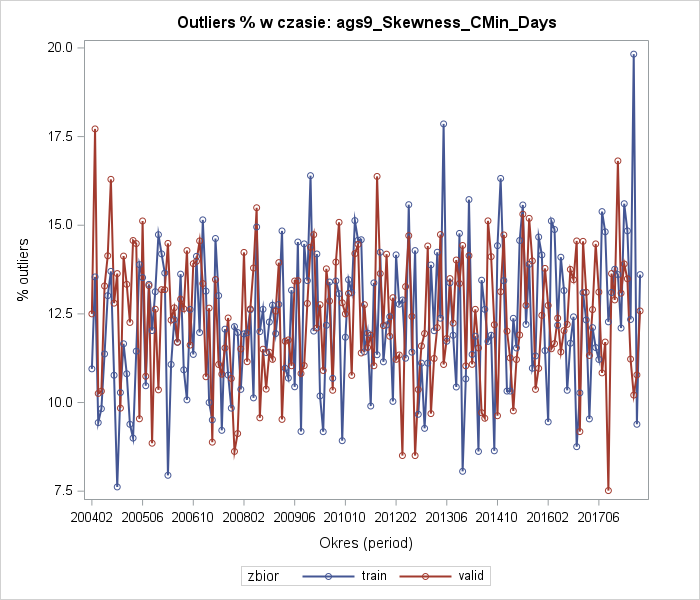 Outliers % w czasie: ags9_Skewness_CMin_Days
20.0
17.5
15.0
12.5
10.0
7.5
% outliers
200402 200506 200610 200802 200906 201010 201202 201306 201410 201602 201706
Okres (period)
zbior train valid